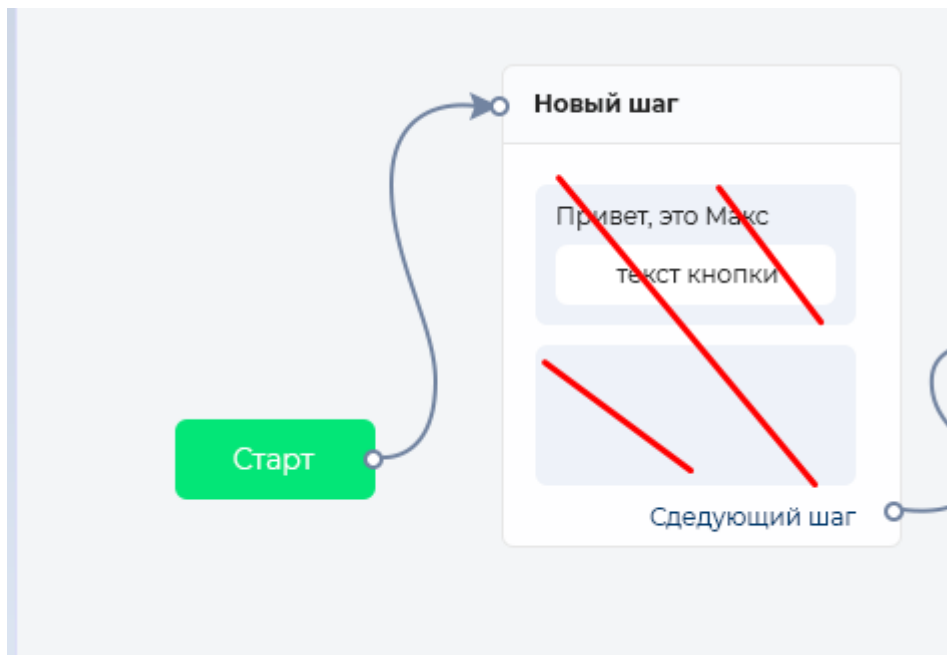 Новый шаг
Привет, это Макс
текст кнопки
Старт
Сдедующий шаг